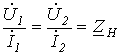 U̇₁/İ₁ = U̇₂/İ₂ = Z̲_H